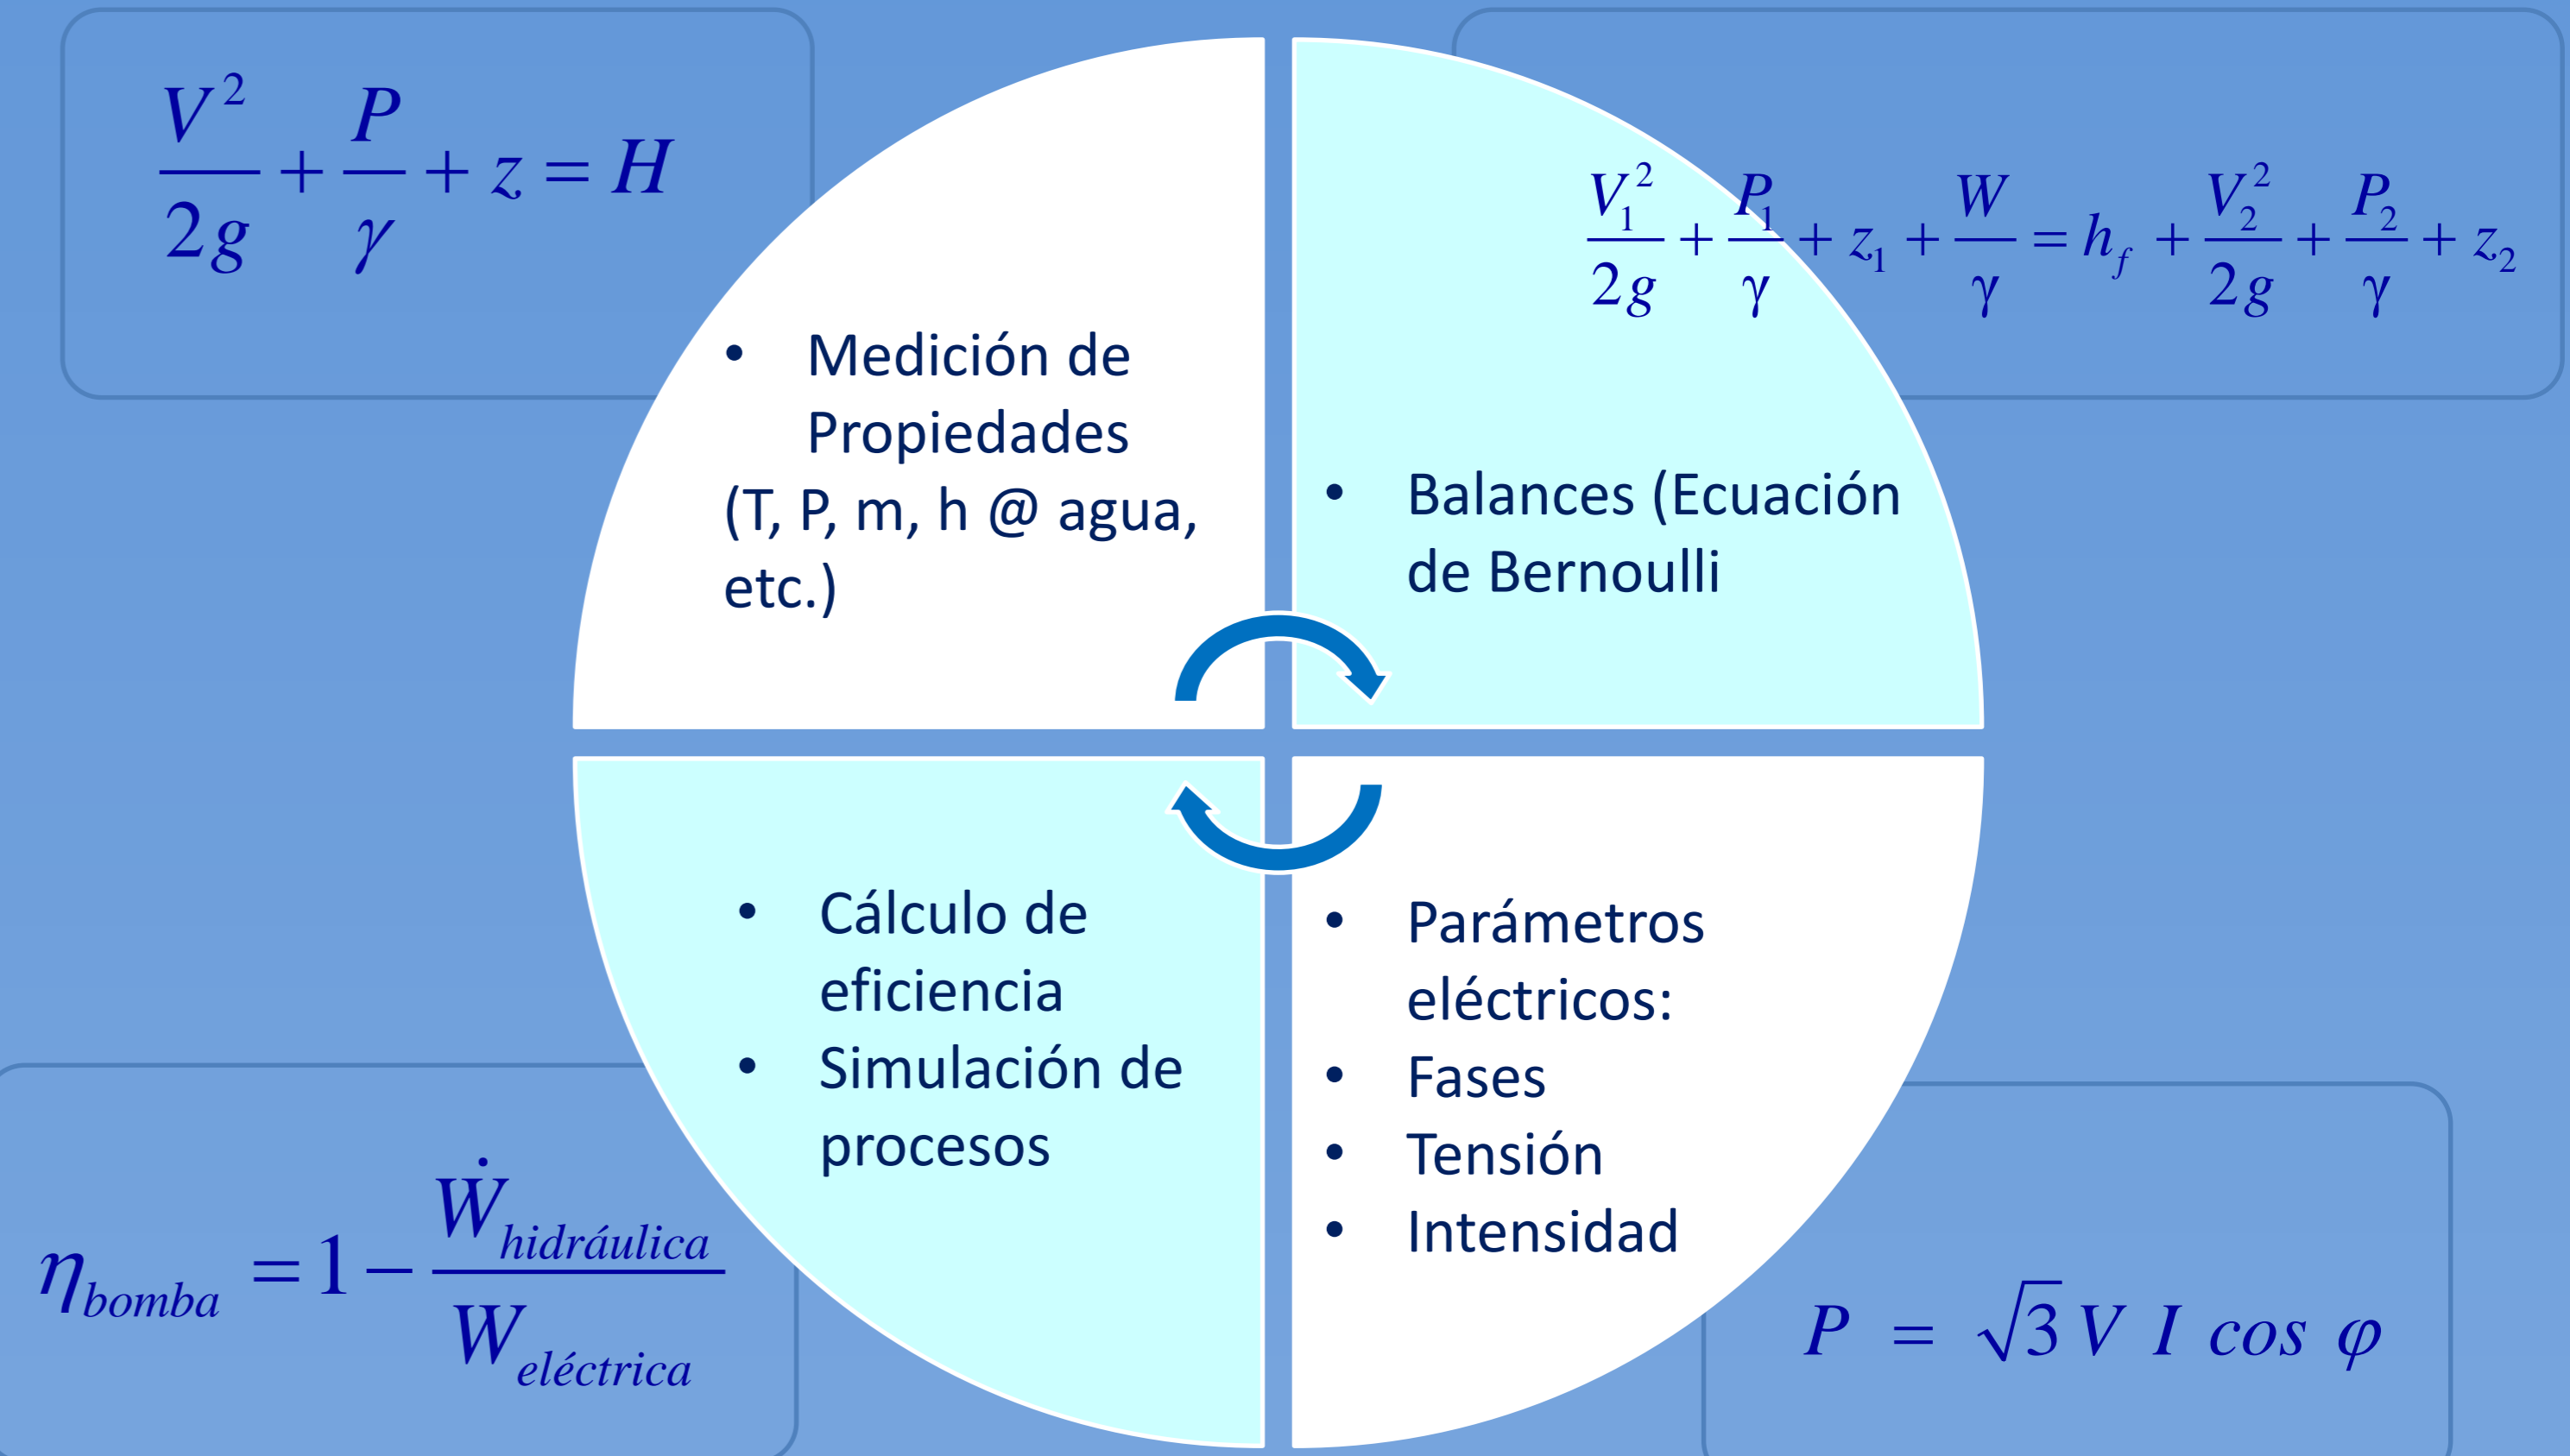 V²/2g + P/γ + z = H
V₁²/2g + P₁/γ + z₁ + W/γ = h_f + V₂²/2g + P₂/γ + z₂
• Medición de
Propiedades
(T, P, m, h @ agua,
etc.)
• Balances (Ecuación
de Bernoulli
• Cálculo de
eficiencia
• Simulación de
procesos
• Parámetros
eléctricos:
• Fases
• Tensión
• Intensidad
η_bomba = 1 − Ẇ_hidráulica / W_eléctrica
P = √3 V I cos φ